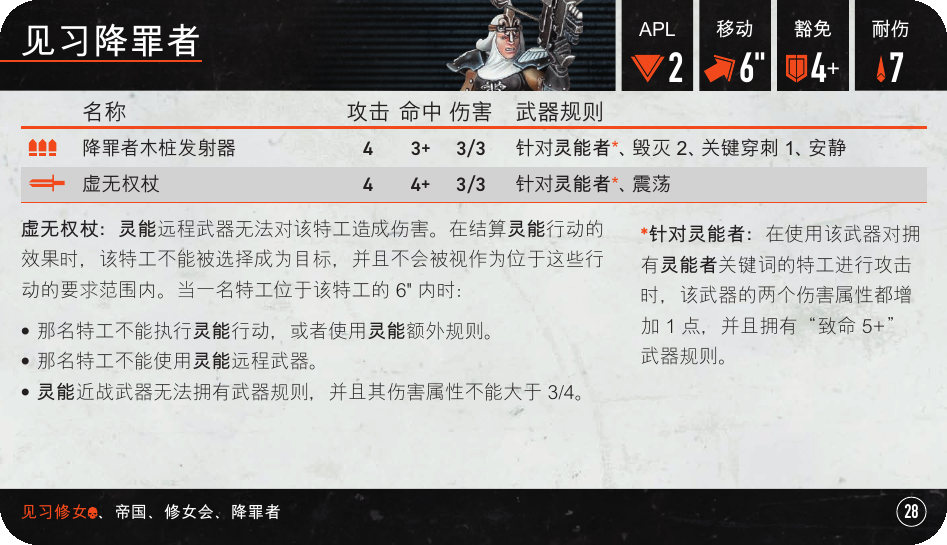 见习降罪者
APL 移动 豁免 耐伤
2 6" 4+ 7
名称 攻击 命中 伤害 武器规则
降罪者木桩发射器 4 3+ 3/3 针对灵能者*、毁灭 2、关键穿刺 1、安静
虚无权杖 4 4+ 3/3 针对灵能者*、震荡
虚无权杖：灵能远程武器无法对该特工造成伤害。在结算灵能行动的
效果时，该特工不能被选择成为目标，并且不会被视作为位于这些行
动的要求范围内。当一名特工位于该特工的 6" 内时：
• 那名特工不能执行灵能行动，或者使用灵能额外规则。
• 那名特工不能使用灵能远程武器。
• 灵能近战武器无法拥有武器规则，并且其伤害属性不能大于 3/4。
*针对灵能者：在使用该武器对拥
有灵能者关键词的特工进行攻击
时，该武器的两个伤害属性都增
加 1 点，并且拥有“致命 5+”
武器规则。
见习修女、帝国、修女会、降罪者
28